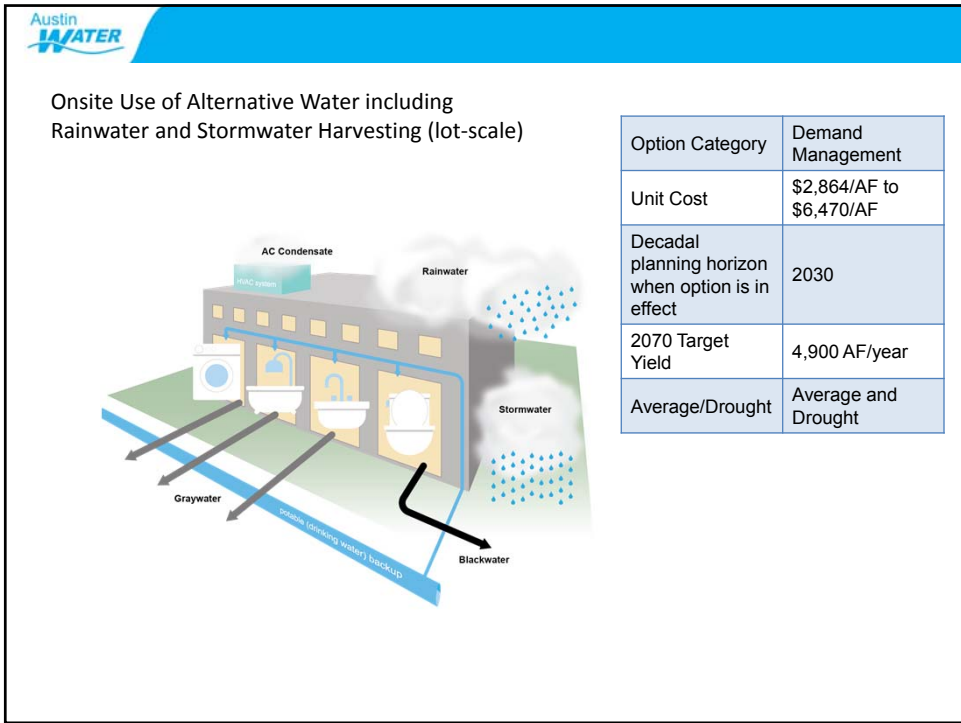 Austin
WATER
Onsite Use of Alternative Water including
Rainwater and Stormwater Harvesting (lot-scale)
Option Category
Demand
Management
Unit Cost
$2,864/AF to
$6,470/AF
Decadal
planning horizon
when option is in
effect
2030
2070 Target
Yield
4,900 AF/year
Average/Drought
Average and
Drought
AC Condensate
HVAC system
Rainwater
Stormwater
Graywater
potable (drinking water) backup
Blackwater